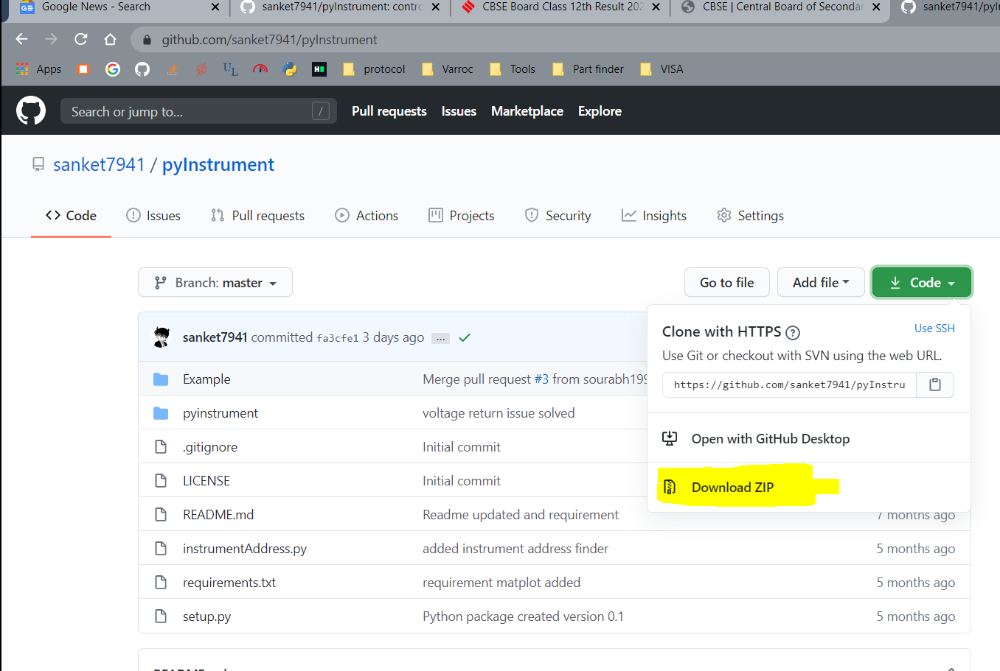 Google News - Search
sanket7941/pyInstrument: contro
CBSE Board Class 12th Result 202
CBSE | Central Board of Secondar
sanket7941/pyI
github.com/sanket7941/pyInstrument
Apps
protocol
Varroc
Tools
Part finder
VISA
Search or jump to...
/
Pull requests
Issues
Marketplace
Explore
sanket7941 / pyInstrument
Code
Issues
Pull requests
Actions
Projects
Security
Insights
Settings
Branch: master
Go to file
Add file
Code
sanket7941 committed fa3cfe1 3 days ago ...
Clone with HTTPS
Use SSH
Use Git or checkout with SVN using the web URL.
https://github.com/sanket7941/pyInstru
Open with GitHub Desktop
Download ZIP
Example
Merge pull request #3 from sourabh199
pyinstrument
voltage return issue solved
.gitignore
Initial commit
LICENSE
Initial commit
README.md
Readme updated and requirement
7 months ago
instrumentAddress.py
added instrument address finder
5 months ago
requirements.txt
requirement matplot added
5 months ago
setup.py
Python package created version 0.1
5 months ago